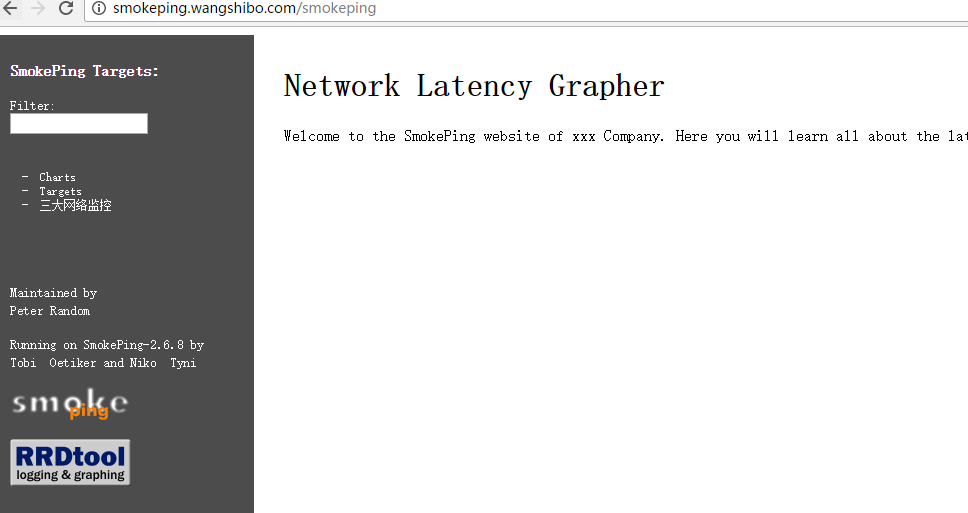 smokeping.wangshibo.com/smokeping
SmokePing Targets:
Filter:
- Charts
- Targets
- 三大网络监控
Maintained by
Peter Random
Running on SmokePing-2.6.8 by
Tobi Oetiker and Niko Tyni
smoke
ping
RRDtool
logging & graphing
Network Latency Grapher
Welcome to the SmokePing website of xxx Company. Here you will learn all about the lat